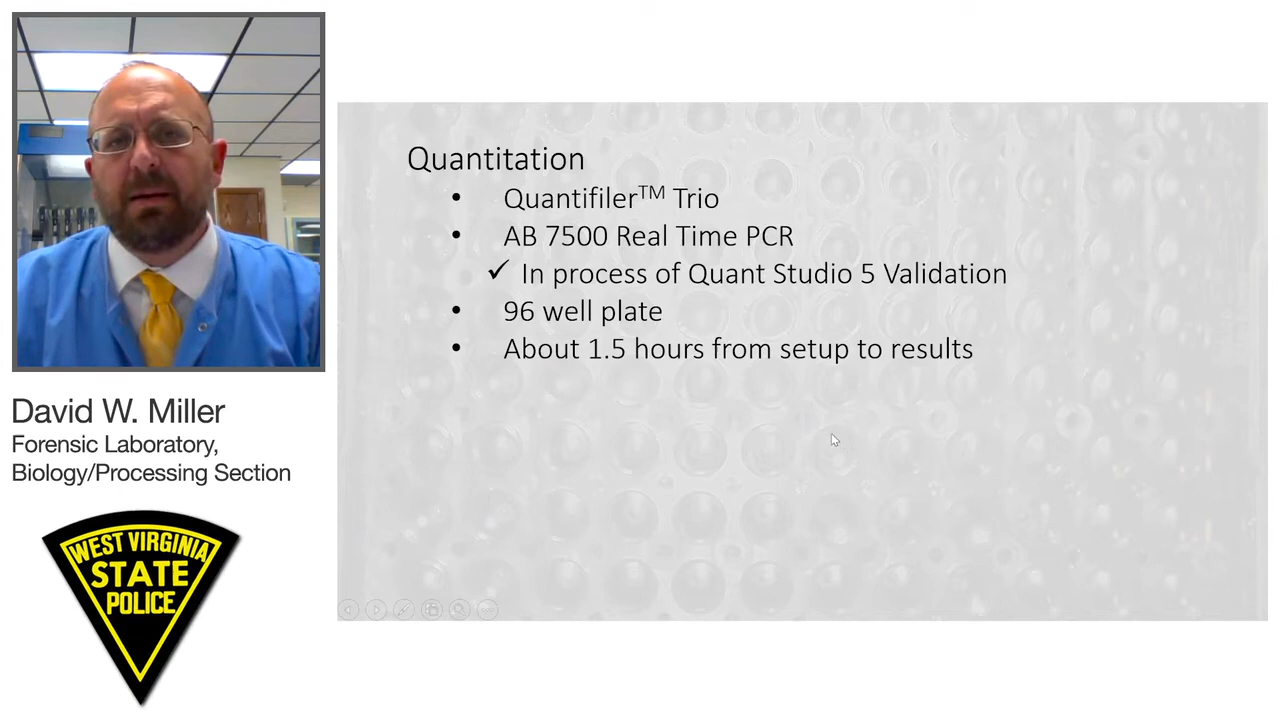 Quantitation
• Quantifiler™ Trio
• AB 7500 Real Time PCR
✓ In process of Quant Studio 5 Validation
• 96 well plate
• About 1.5 hours from setup to results
David W. Miller
Forensic Laboratory,
Biology/Processing Section
WEST VIRGINIA
STATE
POLICE